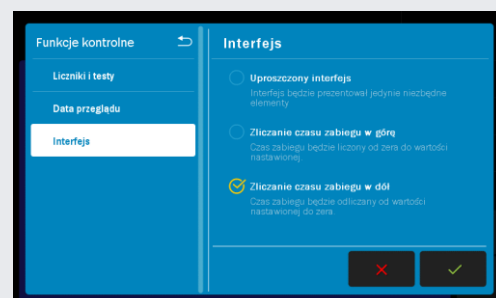 Funkcje kontrolne
Liczniki i testy
Data przeglądu
Interfejs
Interfejs
Uproszczony interfejs
Interfejs będzie prezentował jedynie niezbędne
elementy
Zliczanie czasu zabiegu w górę
Czas zabiegu będzie liczony od zera do wartości
nastawionej
Zliczanie czasu zabiegu w dół
Czas zabiegu będzie odliczany od wartości
nastawionej do zera